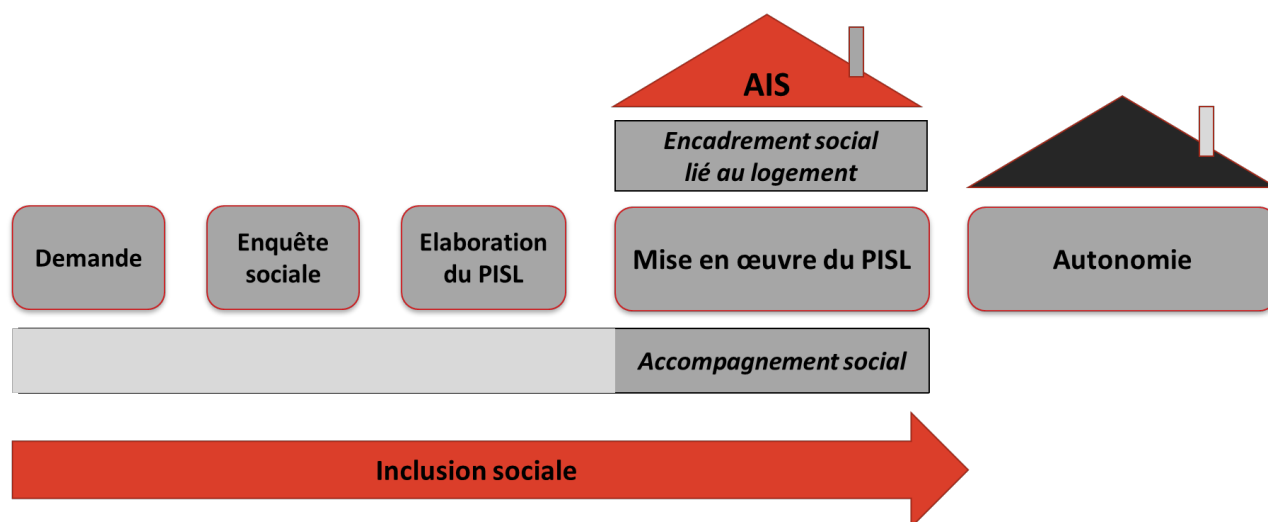 AIS
Encadrement social
lié au logement
Demande
Enquête
sociale
Elaboration
du PISL
Mise en œuvre du PISL
Autonomie
Accompagnement social
Inclusion sociale